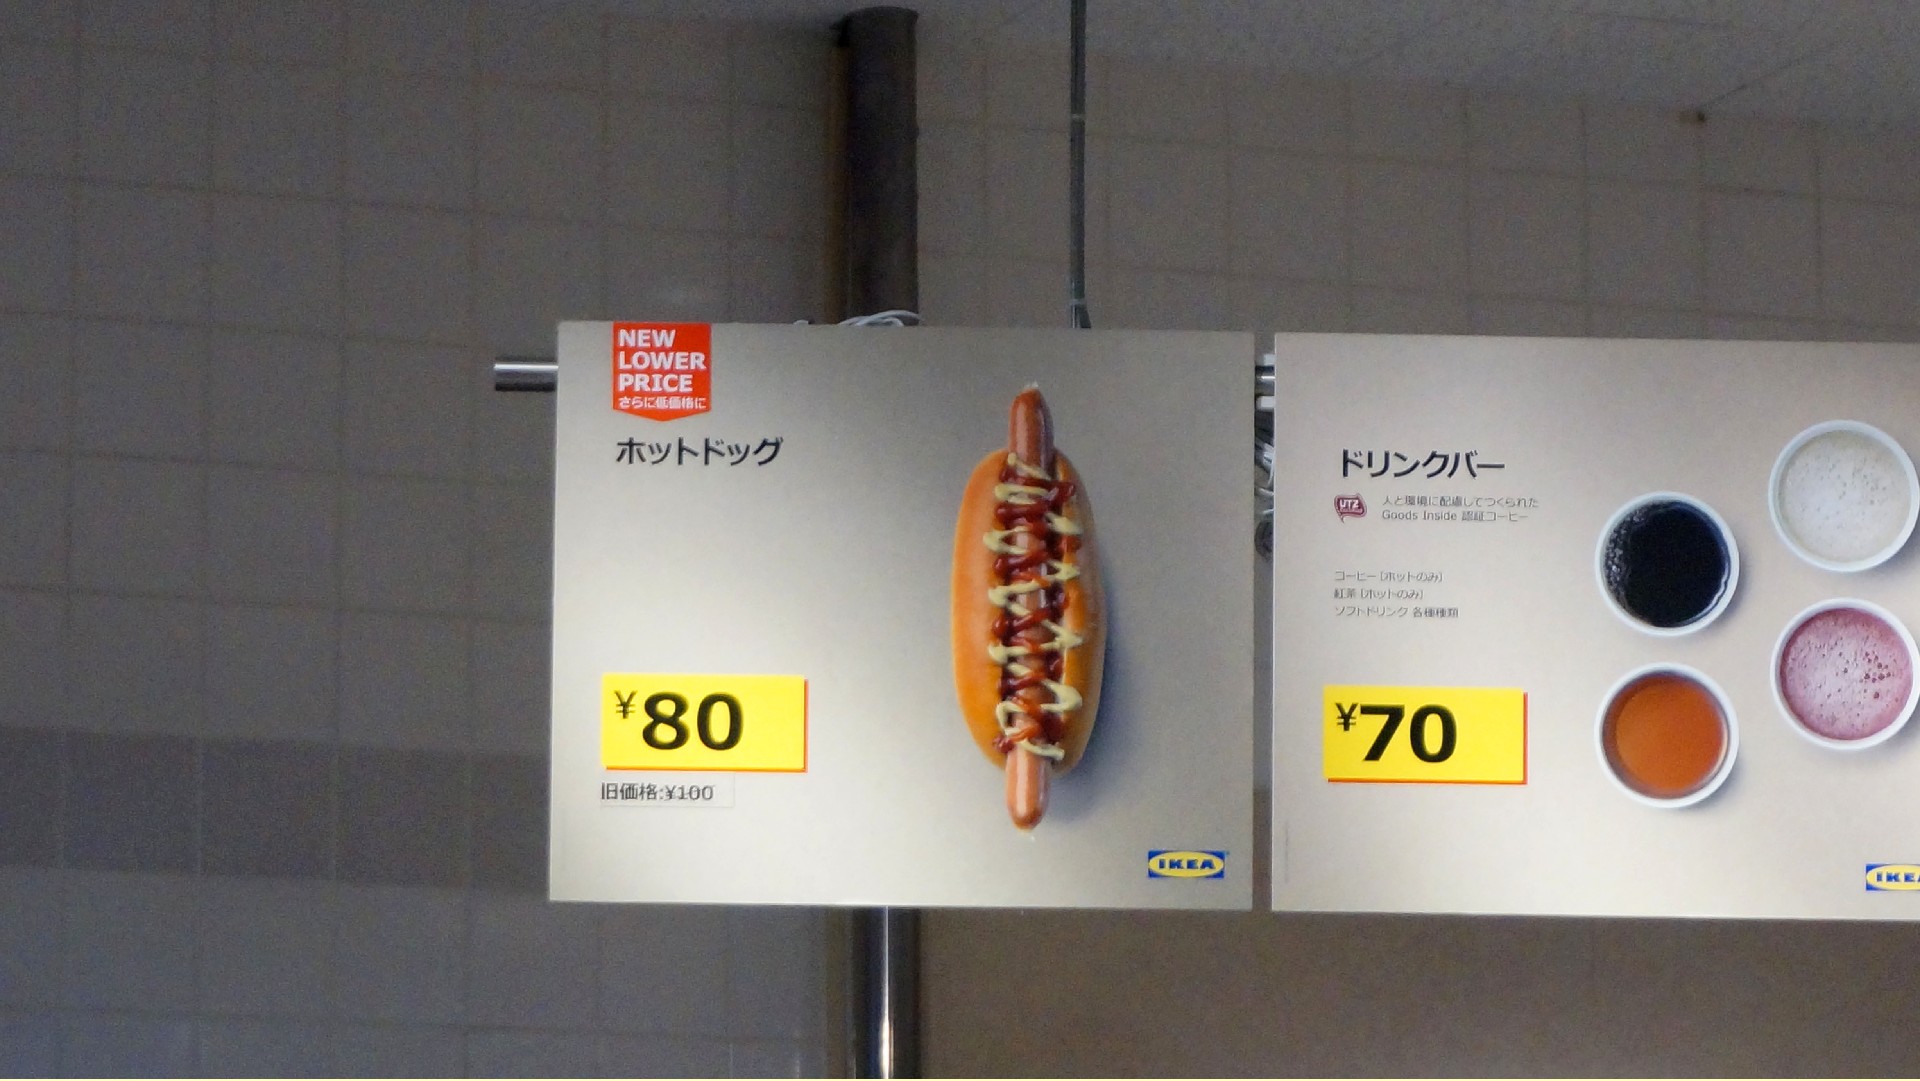 NEW
LOWER
PRICE
さらに低価格に
ホットドッグ
¥80
旧価格:¥100
IKEA
ドリンクバー
UTZ
人と環境に配慮してつくられた
Goods Inside 認証コーヒー
コーヒー [ホットのみ]
紅茶 [ホットのみ]
ソフトドリンク 各種種類
¥70
IKEA